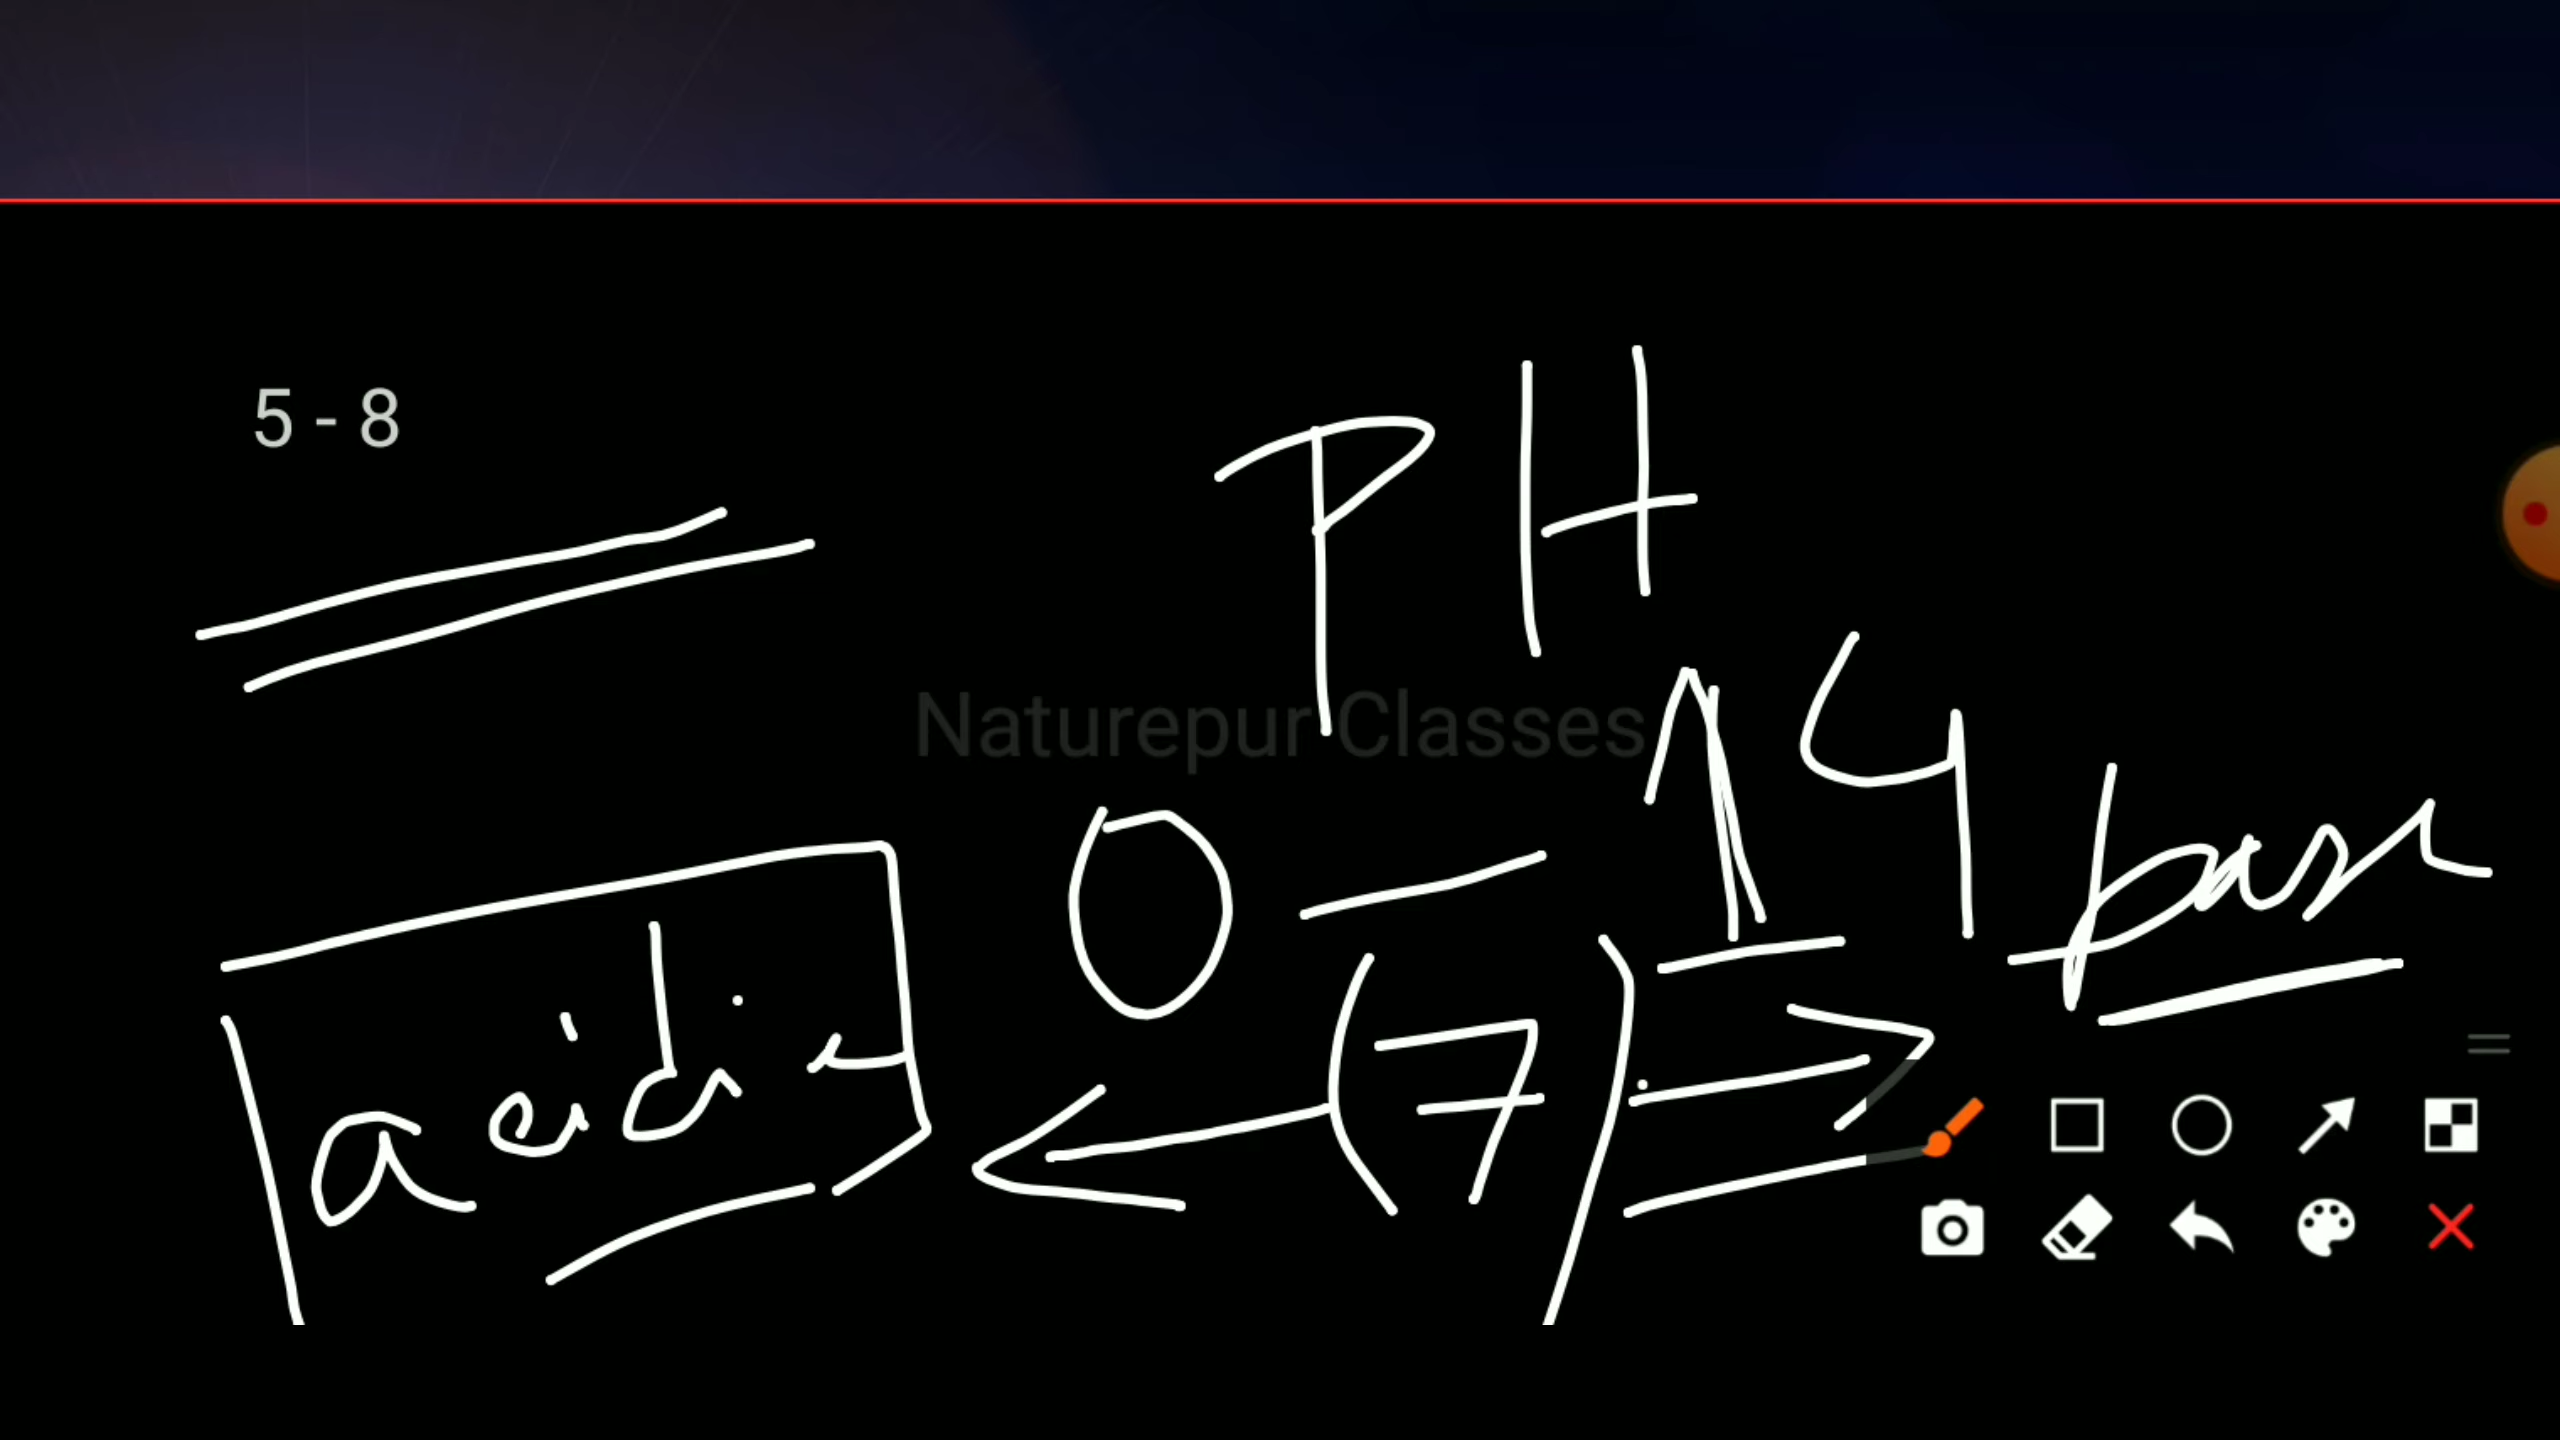 5 - 8
PH
Naturepur Classes
0 - 14 base
acidic (7)